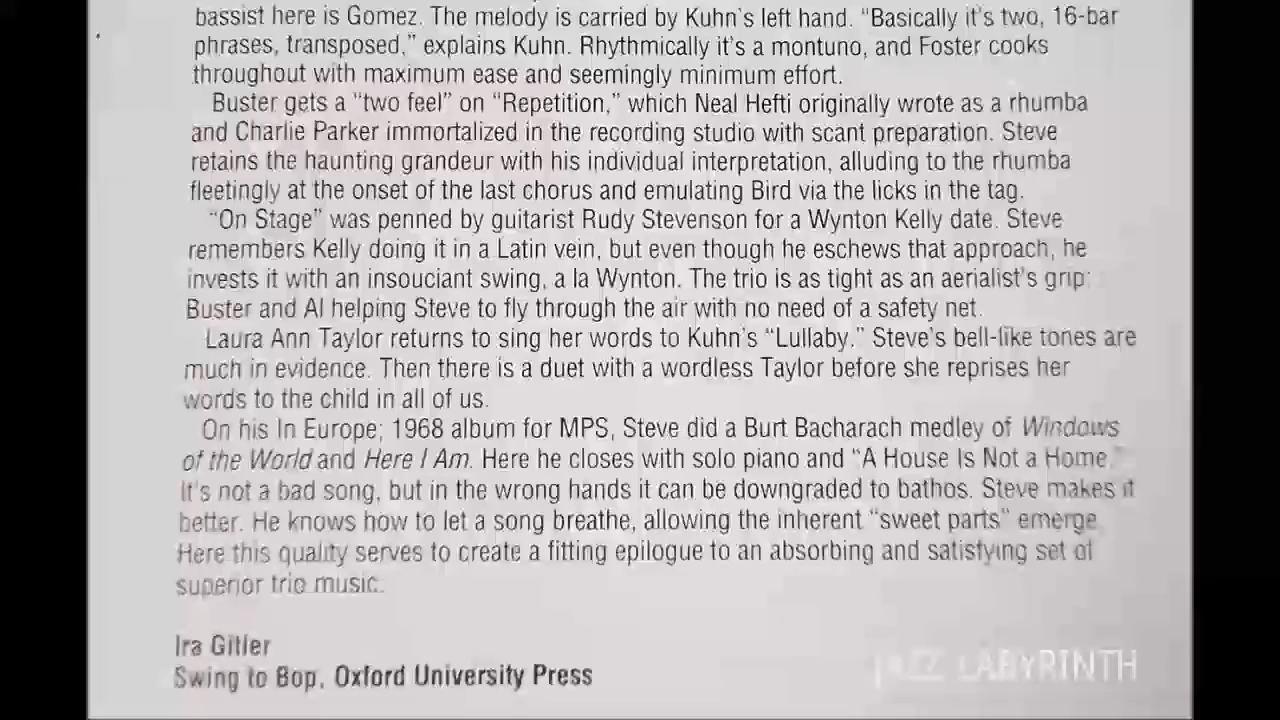 bassist here is Gomez. The melody is carried by Kuhn's left hand. "Basically it's two, 16-bar
phrases, transposed," explains Kuhn. Rhythmically it's a montuno, and Foster cooks
throughout with maximum ease and seemingly minimum effort.
Buster gets a "two feel" on "Repetition," which Neal Hefti originally wrote as a rhumba
and Charlie Parker immortalized in the recording studio with scant preparation. Steve
retains the haunting grandeur with his individual interpretation, alluding to the rhumba
fleetingly at the onset of the last chorus and emulating Bird via the licks in the tag.
"On Stage" was penned by guitarist Rudy Stevenson for a Wynton Kelly date. Steve
remembers Kelly doing it in a Latin vein, but even though he eschews that approach, he
invests it with an insouciant swing, a la Wynton. The trio is as tight as an aerialist's grip:
Buster and Al helping Steve to fly through the air with no need of a safety net.
Laura Ann Taylor returns to sing her words to Kuhn's "Lullaby." Steve's bell-like tones are
much in evidence. Then there is a duet with a wordless Taylor before she reprises her
words to the child in all of us.
On his In Europe; 1968 album for MPS, Steve did a Burt Bacharach medley of Windows
of the World and Here I Am. Here he closes with solo piano and "A House Is Not a Home."
It's not a bad song, but in the wrong hands it can be downgraded to bathos. Steve makes it
better. He knows how to let a song breathe, allowing the inherent "sweet parts" emerge.
Here this quality serves to create a fitting epilogue to an absorbing and satisfying set of
superior trio music.
Ira Gitler
Swing to Bop, Oxford University Press
JAZZ LABYRINTH